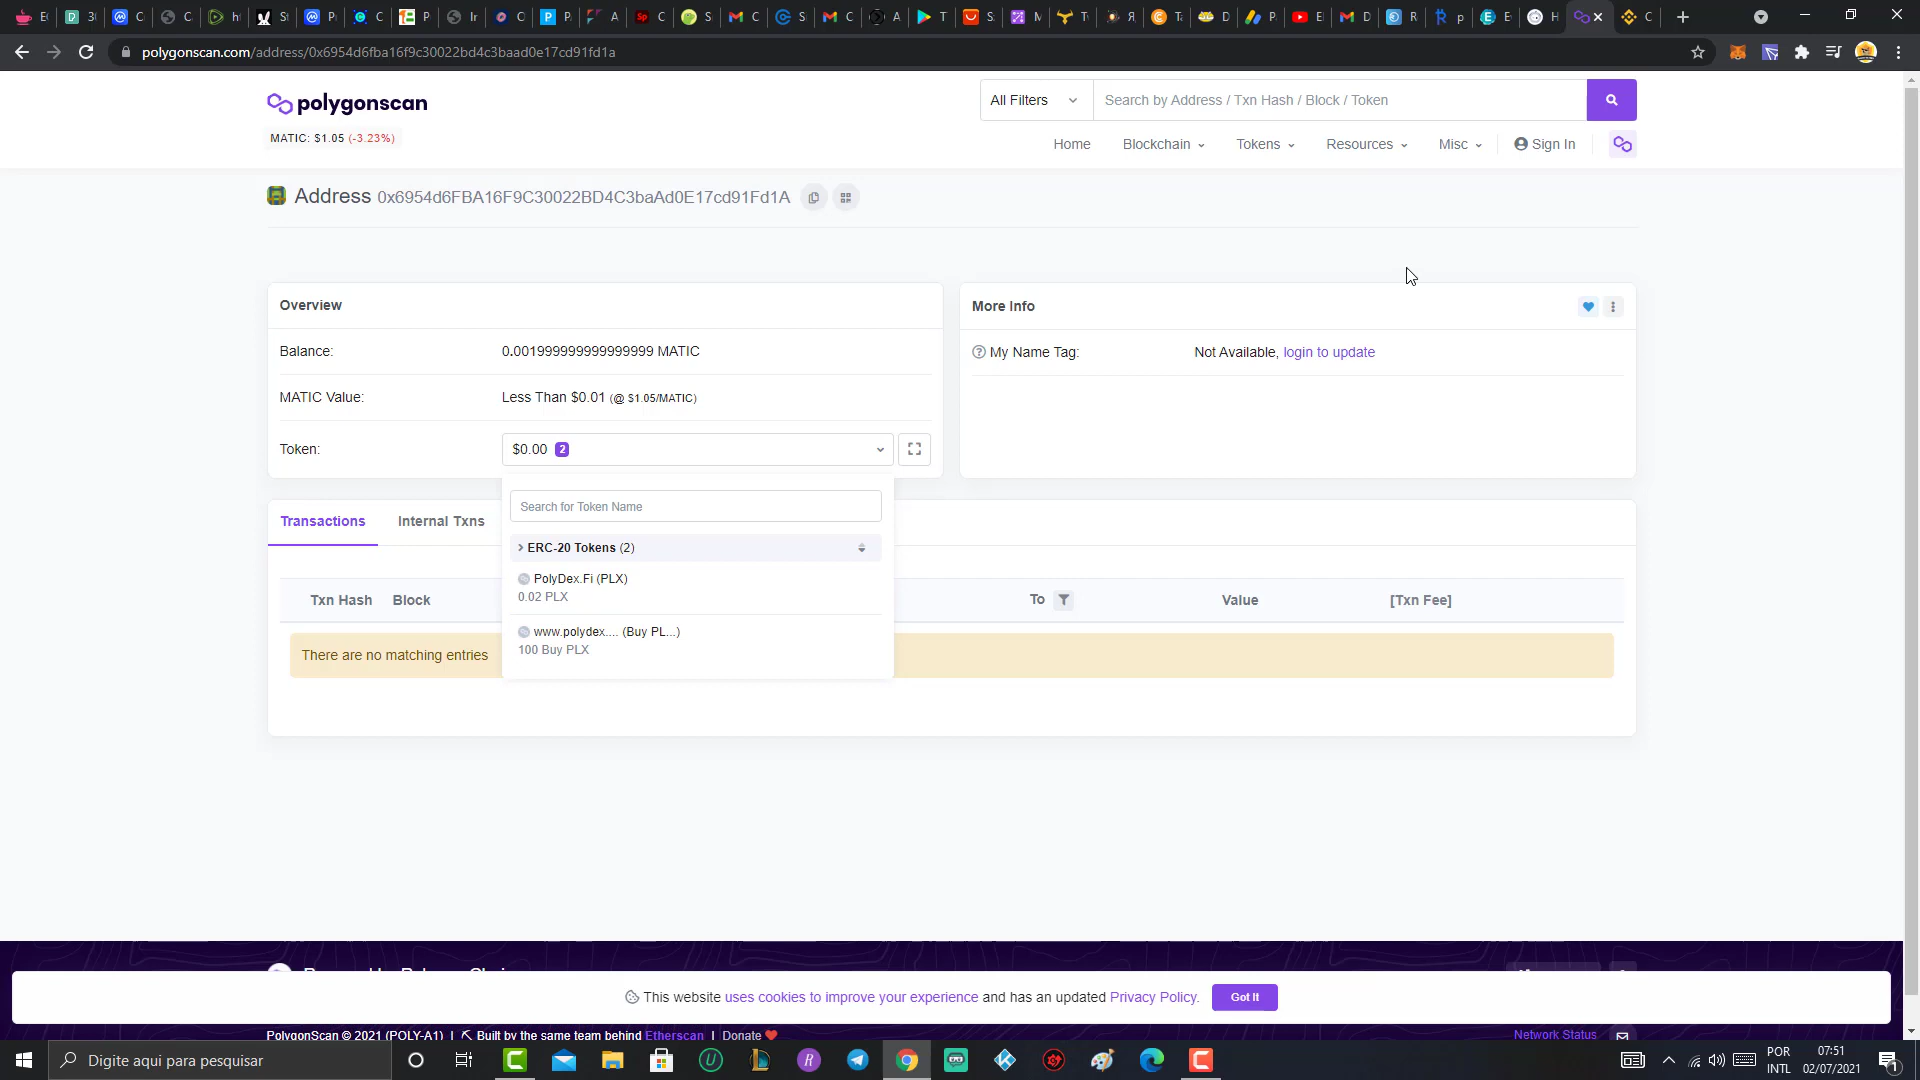 polygonscan.com/address/0x6954d6fba16f9c30022bd4c3baad0e17cd91fd1a
polygonscan
All Filters
Search by Address / Txn Hash / Block / Token
MATIC: $1.05 (-3.23%)
Home
Blockchain
Tokens
Resources
Misc
Sign In
Address 0x6954d6FBA16F9C30022BD4C3baAd0E17cd91Fd1A
Overview
More Info
Balance:
0.001999999999999999 MATIC
My Name Tag:
Not Available, login to update
MATIC Value:
Less Than $0.01 (@ $1.05/MATIC)
Token:
$0.00 2
Search for Token Name
Transactions
Internal Txns
ERC-20 Tokens (2)
PolyDex.Fi (PLX)
0.02 PLX
www.polydex.... (Buy PL...)
100 Buy PLX
Txn Hash
Block
To
Value
[Txn Fee]
There are no matching entries
This website uses cookies to improve your experience and has an updated Privacy Policy.
Got It
PolygonScan © 2021 (POLY-A1) | Built by the same team behind Etherscan | Donate
Network Status
Digite aqui para pesquisar
POR
INTL
07:51
02/07/2021
1